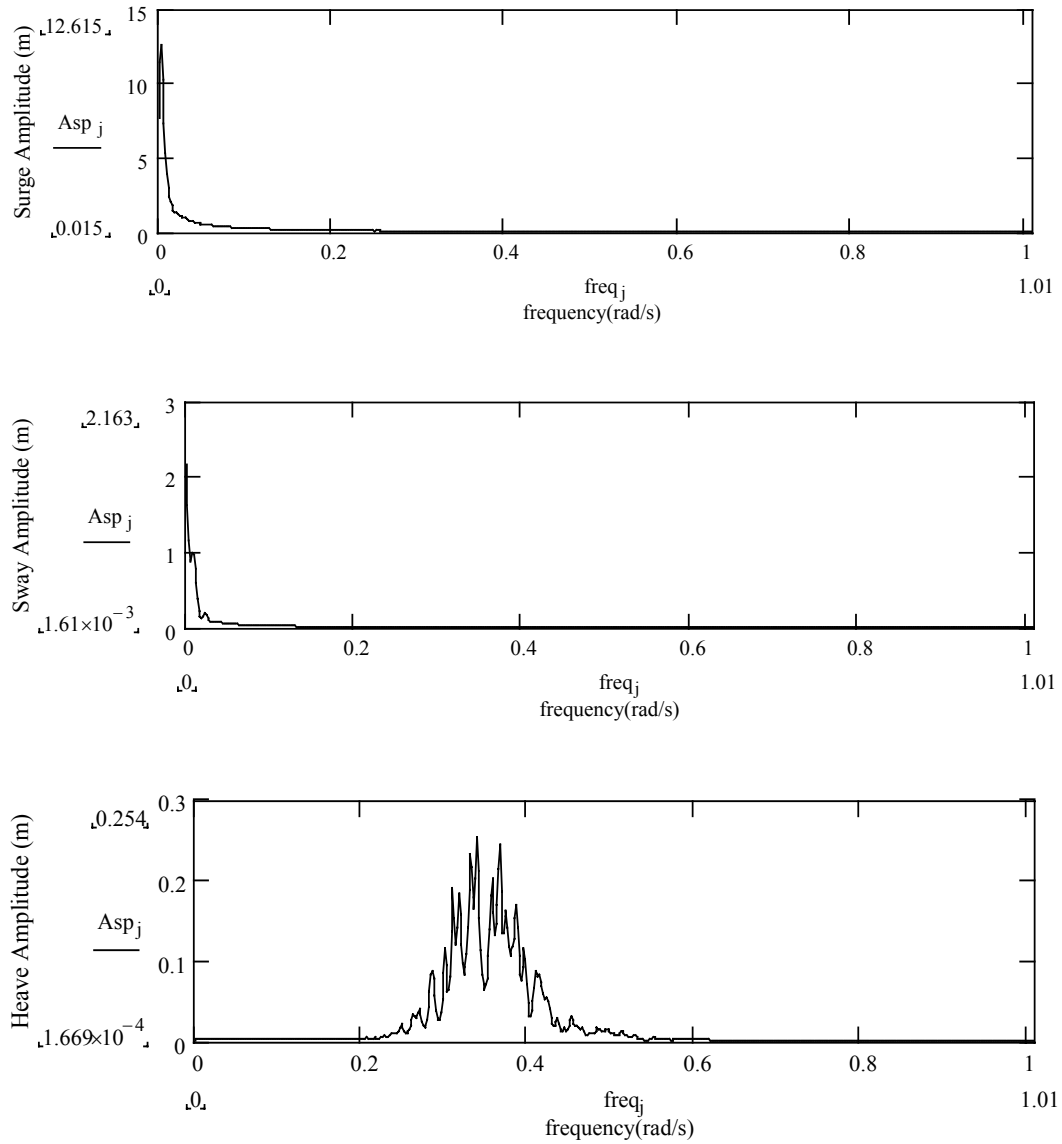 Surge Amplitude (m)
12.615
Asp j
0.015
15
10
5
0
0 0.2 0.4 0.6 0.8 1
0 freq j 1.01
frequency(rad/s)
Sway Amplitude (m)
2.163
Asp j
1.61×10⁻³
3
2
1
0
0 0.2 0.4 0.6 0.8 1
0 freq j 1.01
frequency(rad/s)
Heave Amplitude (m)
0.254
Asp j
1.669×10⁻⁴
0.3
0.2
0.1
0
0 0.2 0.4 0.6 0.8 1
0 freq j 1.01
frequency(rad/s)